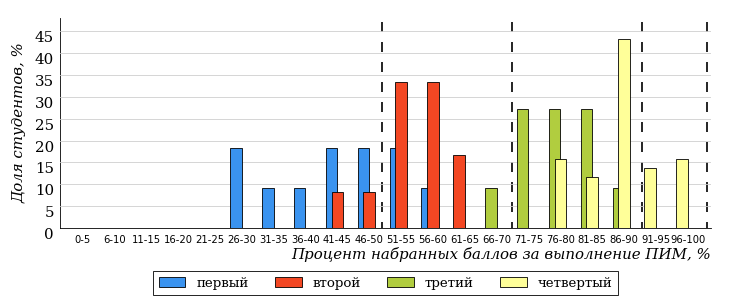 Доля студентов, %
45
40
35
30
25
20
15
10
5
0
0-5 6-10 11-15 16-20 21-25 26-30 31-35 36-40 41-45 46-50 51-55 56-60 61-65 66-70 71-75 76-80 81-85 86-90 91-95 96-100
Процент набранных баллов за выполнение ПИМ, %
первый второй третий четвертый